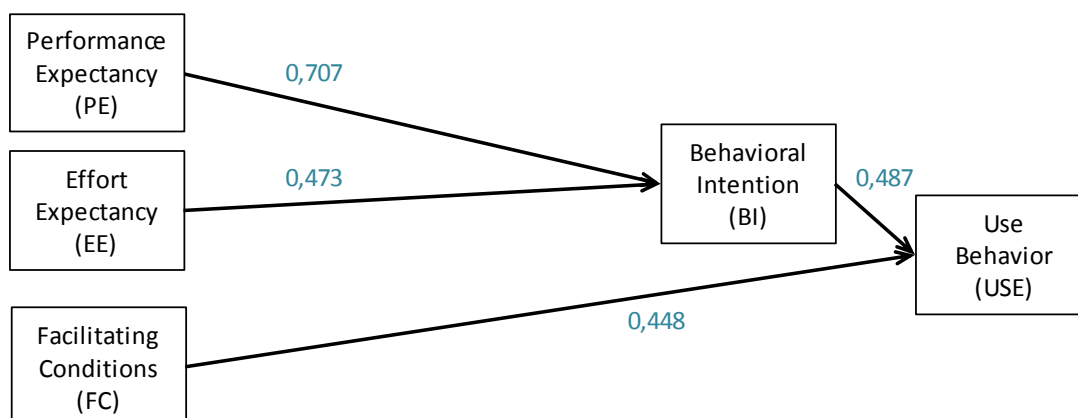 Performance
Expectancy
(PE)
0,707
Effort
Expectancy
(EE)
0,473
Behavioral
Intention
(BI)
0,487
Use
Behavior
(USE)
Facilitating
Conditions
(FC)
0,448